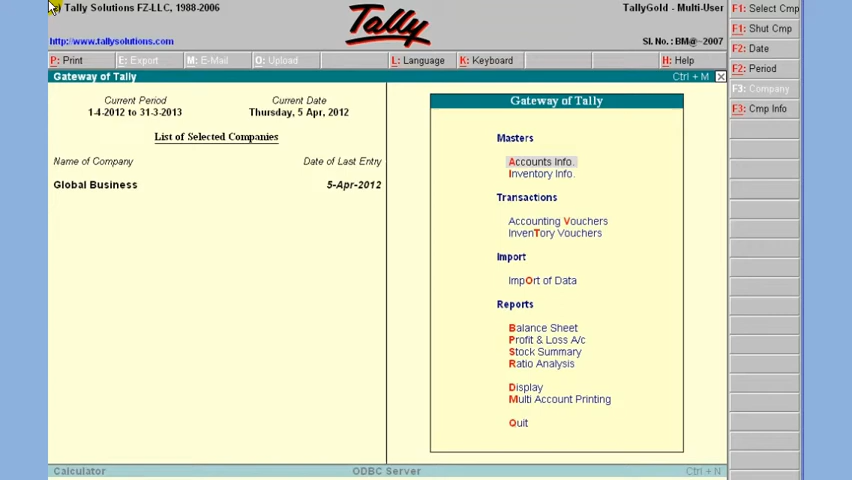 (c) Tally Solutions FZ-LLC, 1988-2006
http://www.tallysolutions.com
Tally
TallyGold - Multi-User
Sl. No.: BM@~2007
P: Print E: Export M: E-Mail O: Upload L: Language K: Keyboard H: Help
Gateway of Tally Ctrl + M
Current Period
1-4-2012 to 31-3-2013
Current Date
Thursday, 5 Apr, 2012
List of Selected Companies
Name of Company Date of Last Entry
Global Business 5-Apr-2012
Gateway of Tally
Masters
Accounts Info.
Inventory Info.
Transactions
Accounting Vouchers
InvenTory Vouchers
Import
ImpOrt of Data
Reports
Balance Sheet
Profit & Loss A/c
Stock Summary
Ratio Analysis
Display
Multi Account Printing
Quit
F1: Select Cmp
F1: Shut Cmp
F2: Date
F2: Period
F3: Company
F3: Cmp Info
Calculator ODBC Server Ctrl + N